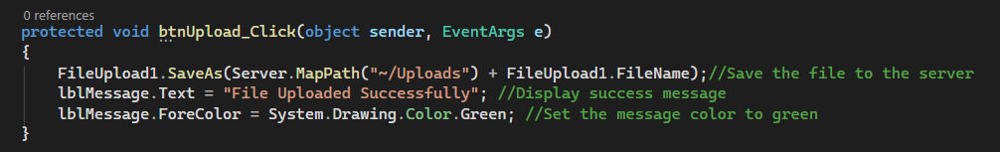 0 references
protected void btnUpload_Click(object sender, EventArgs e)
{
FileUpload1.SaveAs(Server.MapPath("~/Uploads") + FileUpload1.FileName);//Save the file to the server
lblMessage.Text = "File Uploaded Successfully"; //Display success message
lblMessage.ForeColor = System.Drawing.Color.Green; //Set the message color to green
}